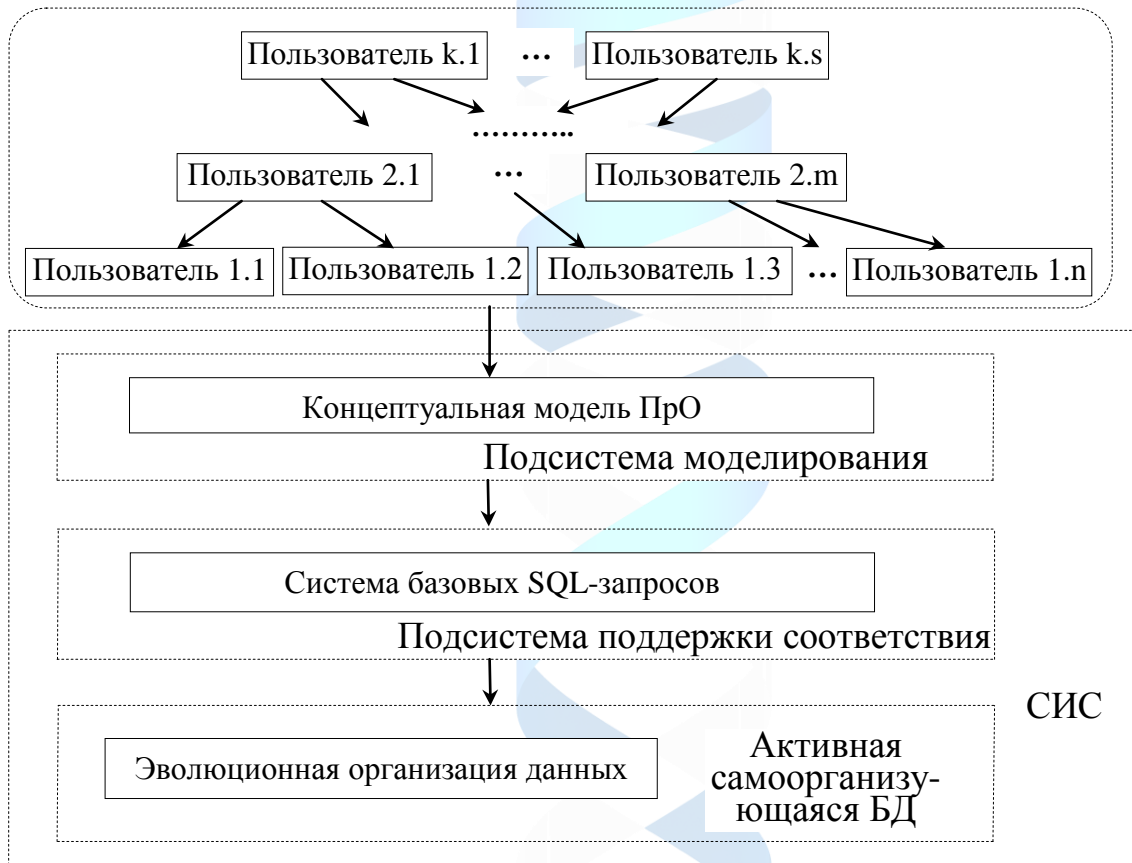 Пользователь k.1 ... Пользователь k.s
...........
Пользователь 2.1 ... Пользователь 2.m
Пользователь 1.1 Пользователь 1.2 Пользователь 1.3 ... Пользователь 1.n
Концептуальная модель ПрО
Подсистема моделирования
Система базовых SQL-запросов
Подсистема поддержки соответствия
СИС
Эволюционная организация данных
Активная
самоорганизу-
ющаяся БД